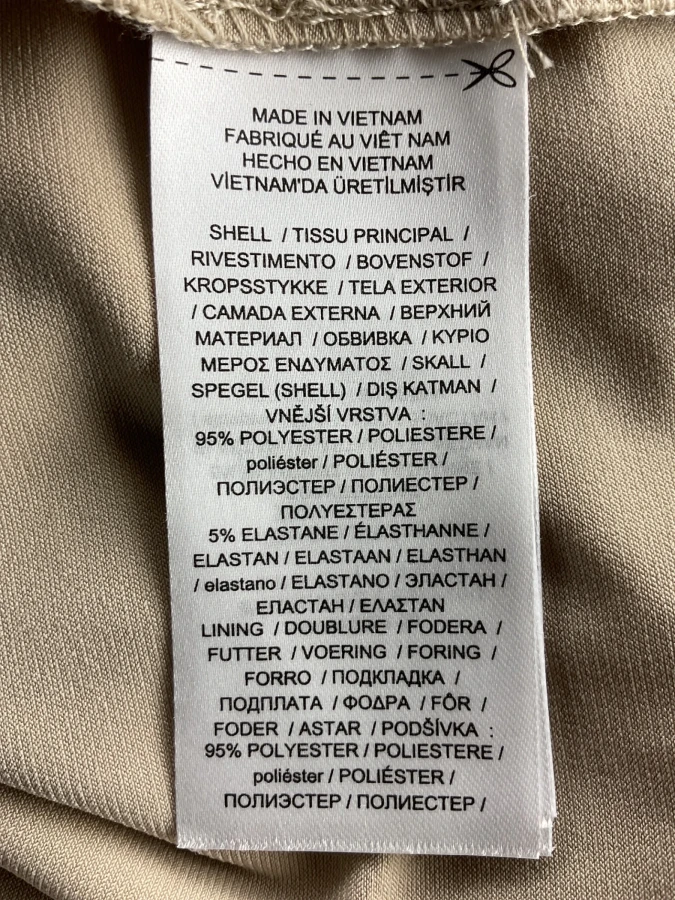 MADE IN VIETNAM
FABRIQUÉ AU VIÊT NAM
HECHO EN VIETNAM
VİETNAM'DA ÜRETİLMİŞTİR
SHELL / TISSU PRINCIPAL /
RIVESTIMENTO / BOVENSTOF /
KROPSSTYKKE / TELA EXTERIOR
/ CAMADA EXTERNA / ВЕРХНИЙ
МАТЕРИАЛ / ОБВИВКА / ΚΥΡΙΟ
ΜΕΡΟΣ ΕΝΔΥΜΑΤΟΣ / SKALL /
SPEGEL (SHELL) / DIŞ KATMAN /
VNĚJŠÍ VRSTVA :
95% POLYESTER / POLIESTERE /
poliéster / POLIÉSTER /
ПОЛИЭСТЕР / ПОЛИЕСТЕР /
ΠΟΛΥΕΣΤΕΡΑΣ
5% ELASTANE / ÉLASTHANNE /
ELASTAN / ELASTAAN / ELASTHAN
/ elastano / ELASTANO / ЭЛАСТАН /
ЕЛАСТАН / ΕΛΑΣΤΑΝ
LINING / DOUBLURE / FODERA /
FUTTER / VOERING / FORING /
FORRO / ПОДКЛАДКА /
ПОДПЛАТА / ΦΟΔΡΑ / FÔR /
FODER / ASTAR / PODŠÍVKA :
95% POLYESTER / POLIESTERE /
poliéster / POLIÉSTER /
ПОЛИЭСТЕР / ПОЛИЕСТЕР /